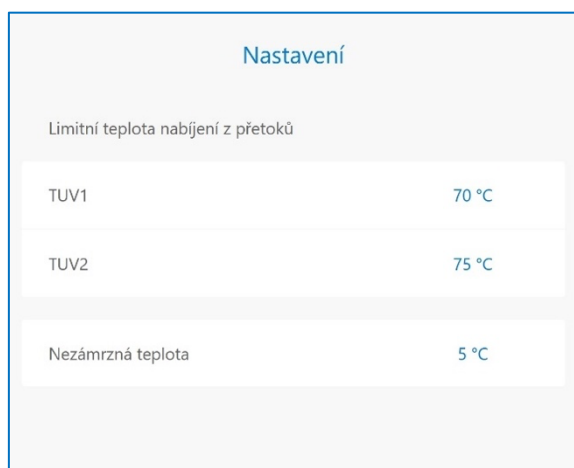 Nastavení
Limitní teplota nabíjení z přetoků
TUV1 70 °C
TUV2 75 °C
Nezámrzná teplota 5 °C